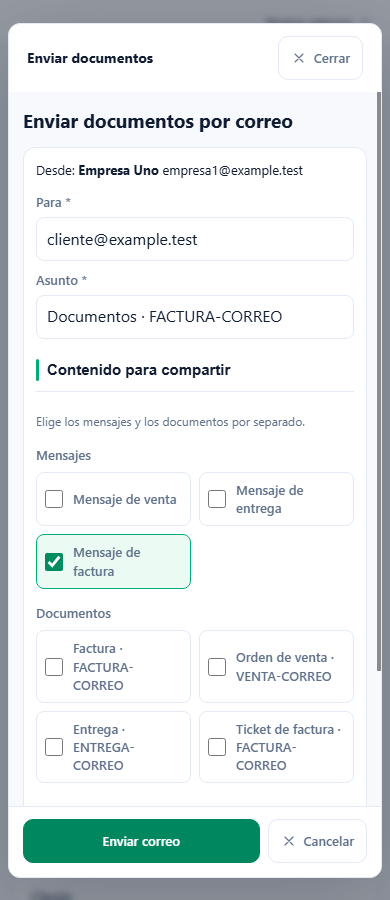 Enviar documentos
Cerrar
Enviar documentos por correo
Desde: Empresa Uno empresa1@example.test
Para *
cliente@example.test
Asunto *
Documentos · FACTURA-CORREO
Contenido para compartir
Elige los mensajes y los documentos por separado.
Mensajes
Mensaje de venta
Mensaje de
entrega
Mensaje de
factura
Documentos
Factura ·
FACTURA-
CORREO
Orden de venta ·
VENTA-CORREO
Entrega ·
ENTREGA-
CORREO
Ticket de factura ·
FACTURA-
CORREO
Enviar correo
Cancelar